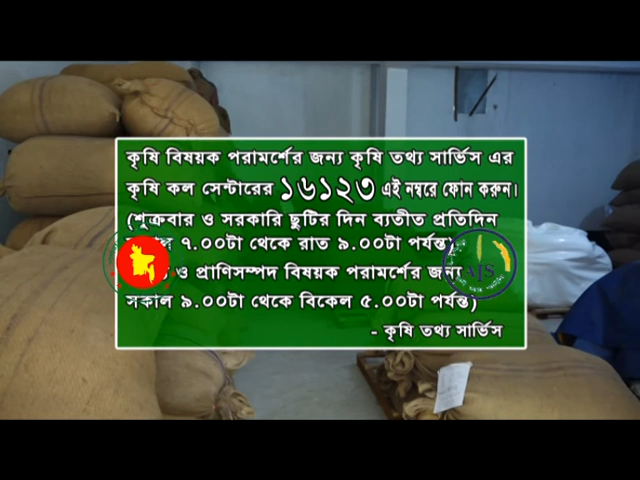 কৃষি বিষয়ক পরামর্শের জন্য কৃষি তথ্য সার্ভিস এর
কৃষি কল সেন্টারের ১৬১২৩ এই নম্বরে ফোন করুন।
(শুক্রবার ও সরকারি ছুটির দিন ব্যতীত প্রতিদিন
৭.০০টা থেকে রাত ৯.০০টা পর্যন্ত)
ও প্রাণিসম্পদ বিষয়ক পরামর্শের জন্য
সকাল ৯.০০টা থেকে বিকেল ৫.০০টা পর্যন্ত)
- কৃষি তথ্য সার্ভিস
AIS